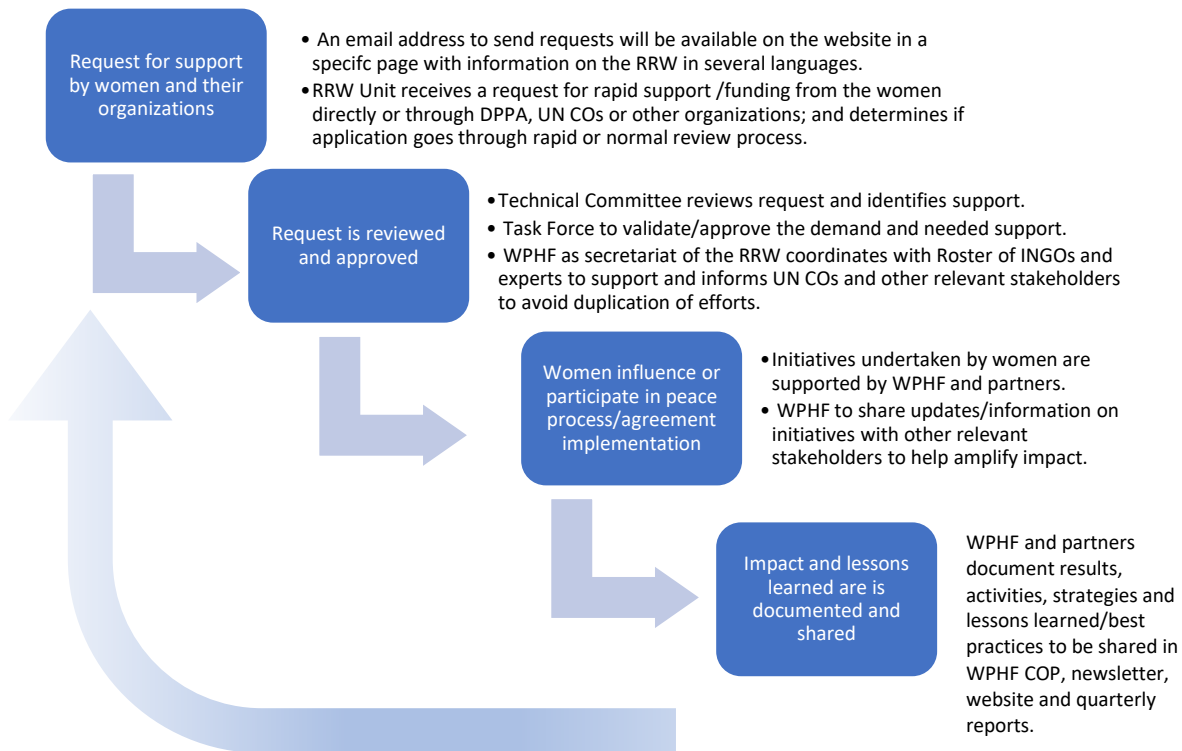 Request for support
by women and their
organizations
• An email address to send requests will be available on the website in a
specifc page with information on the RRW in several languages.
•RRW Unit receives a request for rapid support /funding from the women
directly or through DPPA, UN COs or other organizations; and determines if
application goes through rapid or normal review process.
Request is reviewed
and approved
•Technical Committee reviews request and identifies support.
• Task Force to validate/approve the demand and needed support.
• WPHF as secretariat of the RRW coordinates with Roster of INGOs and
experts to support and informs UN COs and other relevant stakeholders
to avoid duplication of efforts.
Women influence or
participate in peace
process/agreement
implementation
•Initiatives undertaken by women are
supported by WPHF and partners.
• WPHF to share updates/information on
initiatives with other relevant
stakeholders to help amplify impact.
Impact and lessons
learned are is
documented and
shared
WPHF and partners
document results,
activities, strategies and
lessons learned/best
practices to be shared in
WPHF COP, newsletter,
website and quarterly
reports.